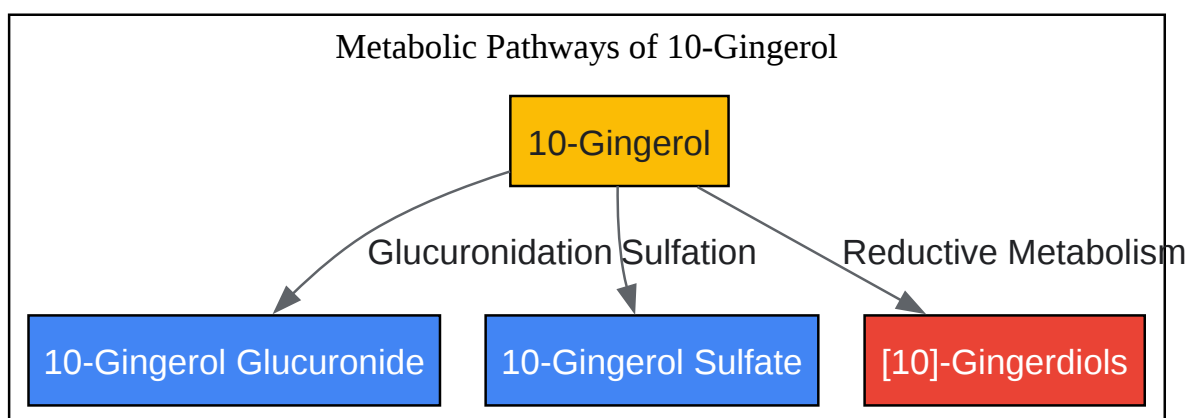 Metabolic Pathways of 10-Gingerol
10-Gingerol
Glucuronidation
Sulfation
Reductive Metabolism
10-Gingerol Glucuronide
10-Gingerol Sulfate
[10]-Gingerdiols